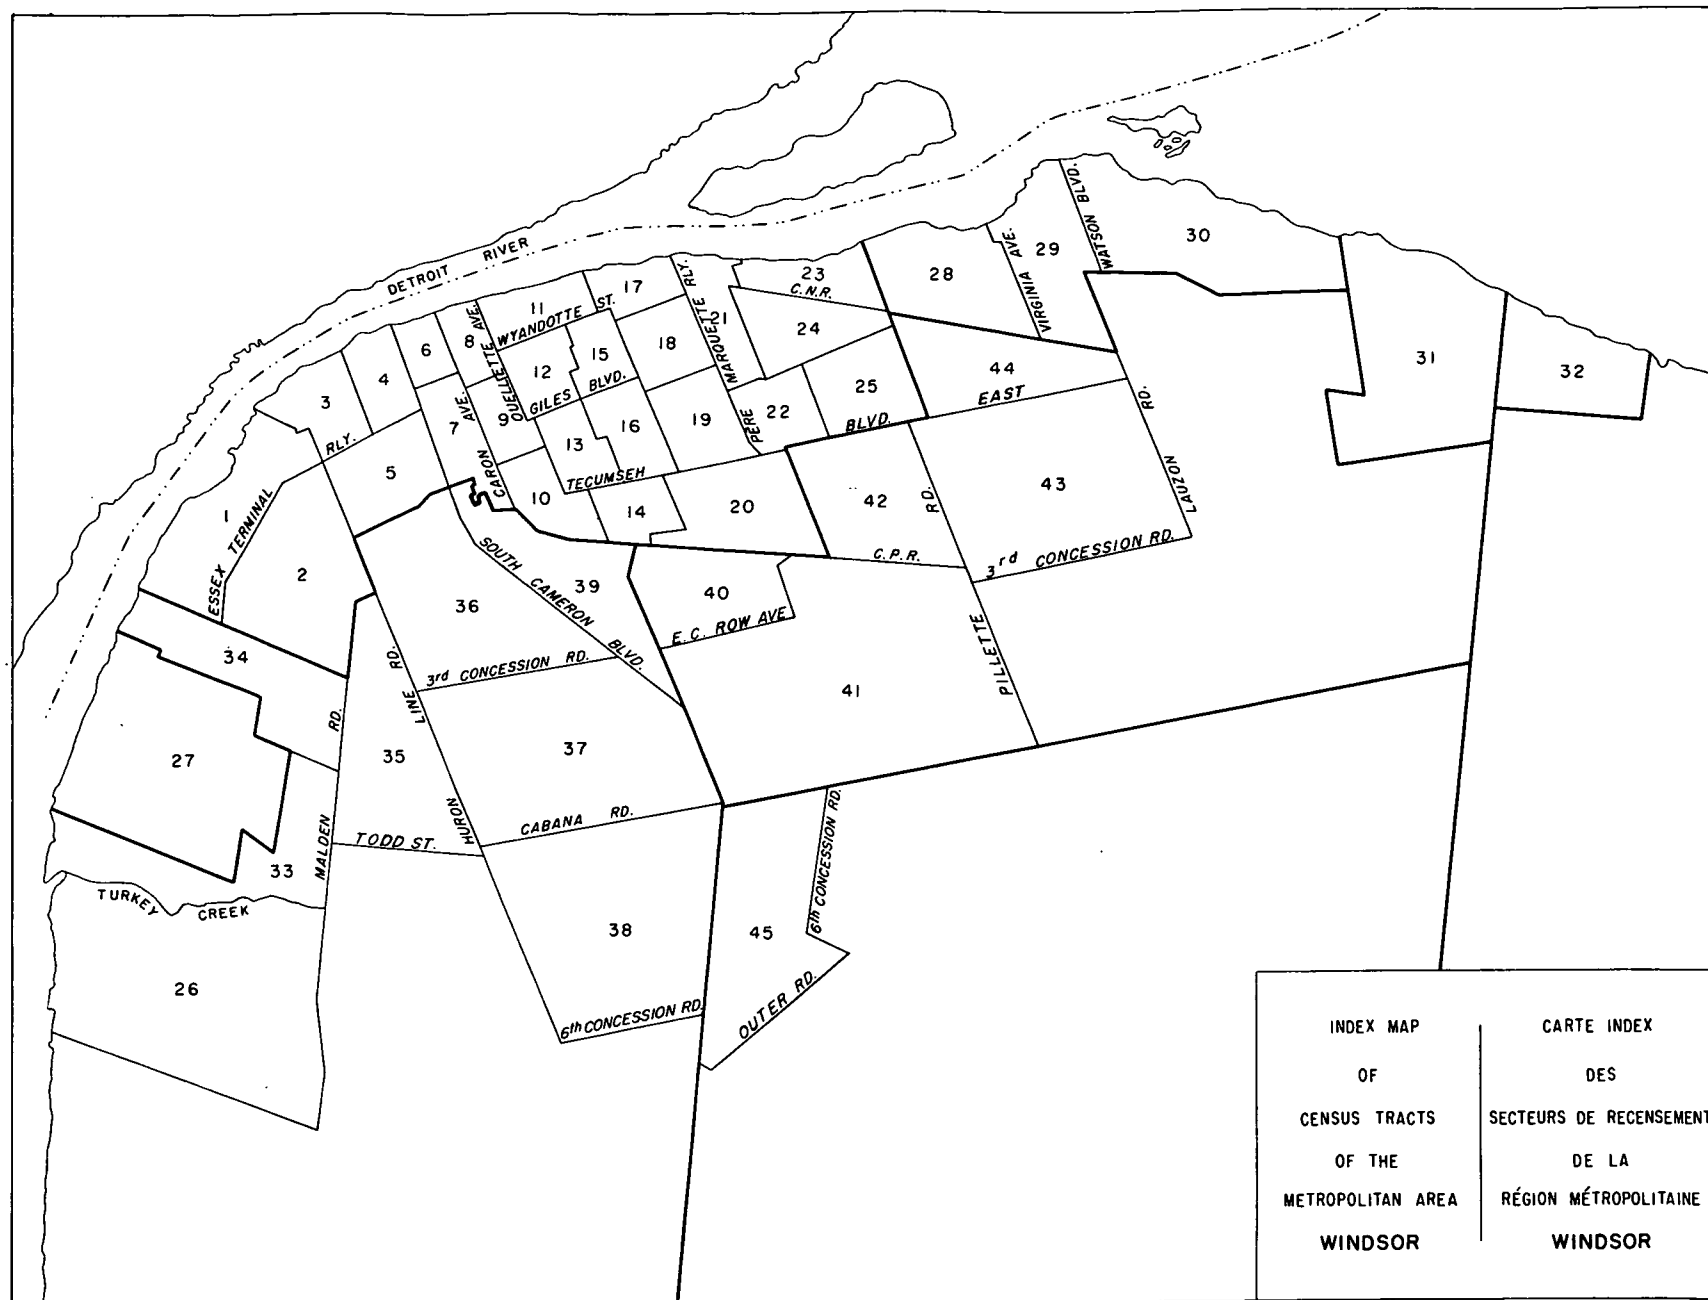 DETROIT RIVER
30
29
WATSON BLVD.
VIRGINIA AVE.
28
23
C.N.R.
17
11
WYANDOTTE ST.
MARQUETTE RLY.
PERE
21
24
8
6
4
3
OUELLETTE AVE.
12
15
18
GILES BLVD.
44
EAST
25
BLVD.
22
19
16
13
9
7
CARON AVE.
RLY.
5
TECUMSEH
10
14
20
42
43
LAUZON RD.
31
32
1
ESSEX TERMINAL
2
36
SOUTH CAMERON BLVD.
39
40
E.C. ROW AVE
C.P.R.
3rd CONCESSION RD.
PILLETTE RD.
34
3rd CONCESSION RD.
41
27
35
37
HURON LINE RD.
CABANA RD.
TODD ST.
MALDEN RD.
33
TURKEY CREEK
26
38
45
6th CONCESSION RD.
6th CONCESSION RD.
OUTER RD.
INDEX MAP
OF
CENSUS TRACTS
OF THE
METROPOLITAN AREA
WINDSOR
CARTE INDEX
DES
SECTEURS DE RECENSEMENT
DE LA
RÉGION MÉTROPOLITAINE
WINDSOR